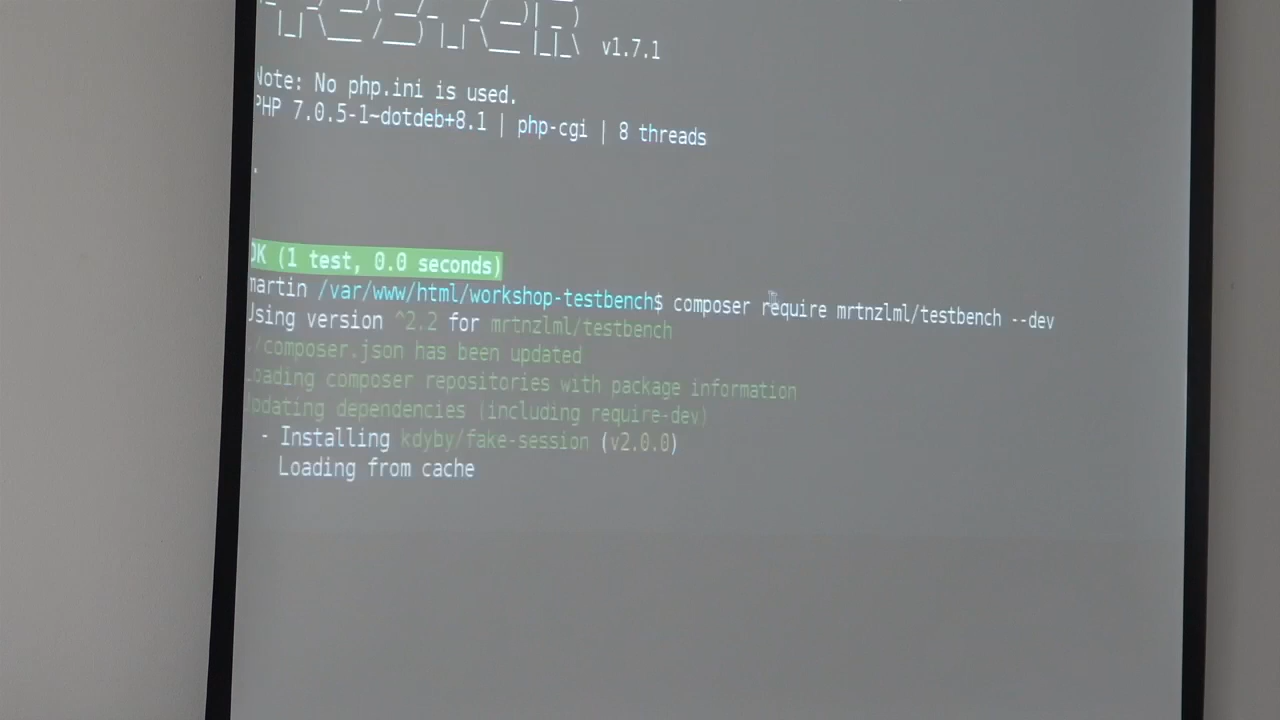 TESTER v1.7.1
Note: No php.ini is used.
PHP 7.0.5-1~dotdeb+8.1 | php-cgi | 8 threads
.
OK (1 test, 0.0 seconds)
martin /var/www/html/workshop-testbench$ composer require mrtnzlml/testbench --dev
Using version ^2.2 for mrtnzlml/testbench
./composer.json has been updated
Loading composer repositories with package information
Updating dependencies (including require-dev)
- Installing kdyby/fake-session (v2.0.0)
Loading from cache